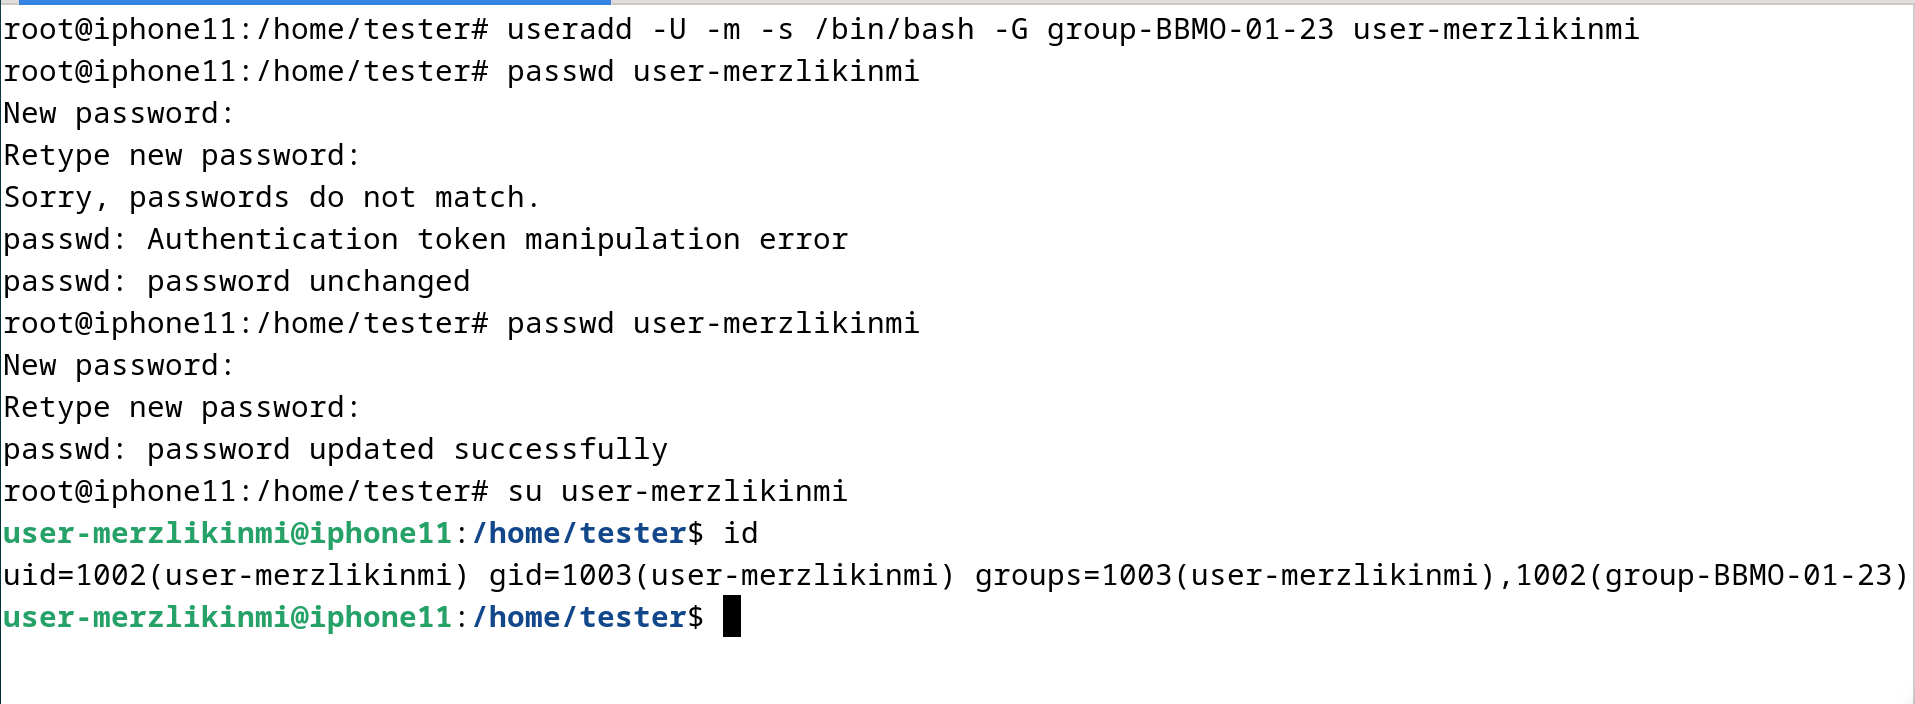 root@iphone11:/home/tester# useradd -U -m -s /bin/bash -G group-BBMO-01-23 user-merzlikinmi
root@iphone11:/home/tester# passwd user-merzlikinmi
New password:
Retype new password:
Sorry, passwords do not match.
passwd: Authentication token manipulation error
passwd: password unchanged
root@iphone11:/home/tester# passwd user-merzlikinmi
New password:
Retype new password:
passwd: password updated successfully
root@iphone11:/home/tester# su user-merzlikinmi
user-merzlikinmi@iphone11:/home/tester$ id
uid=1002(user-merzlikinmi) gid=1003(user-merzlikinmi) groups=1003(user-merzlikinmi),1002(group-BBMO-01-23)
user-merzlikinmi@iphone11:/home/tester$